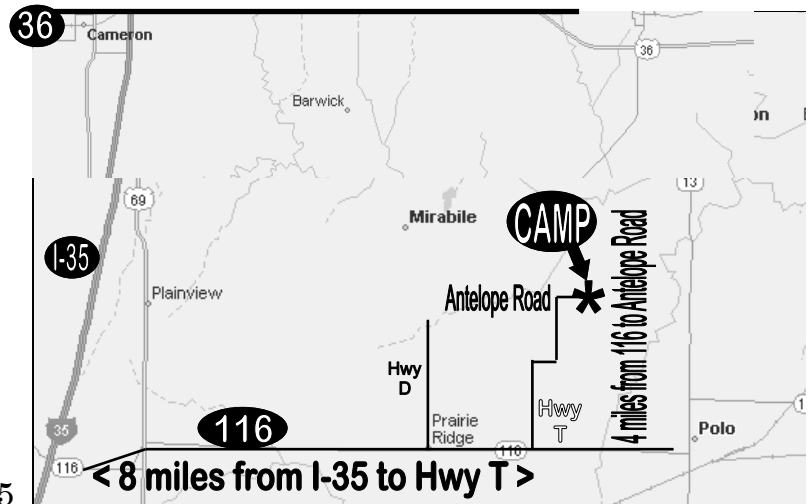 36
Cameron
36
Barwick
on
69
13
Mirabile
CAMP
I-35
Plainview
Antelope Road
4 miles from 116 to Antelope Road
Hwy
D
Hwy
T
Prairie
Ridge
116
35
Polo
116
116
< 8 miles from I-35 to Hwy T >
5